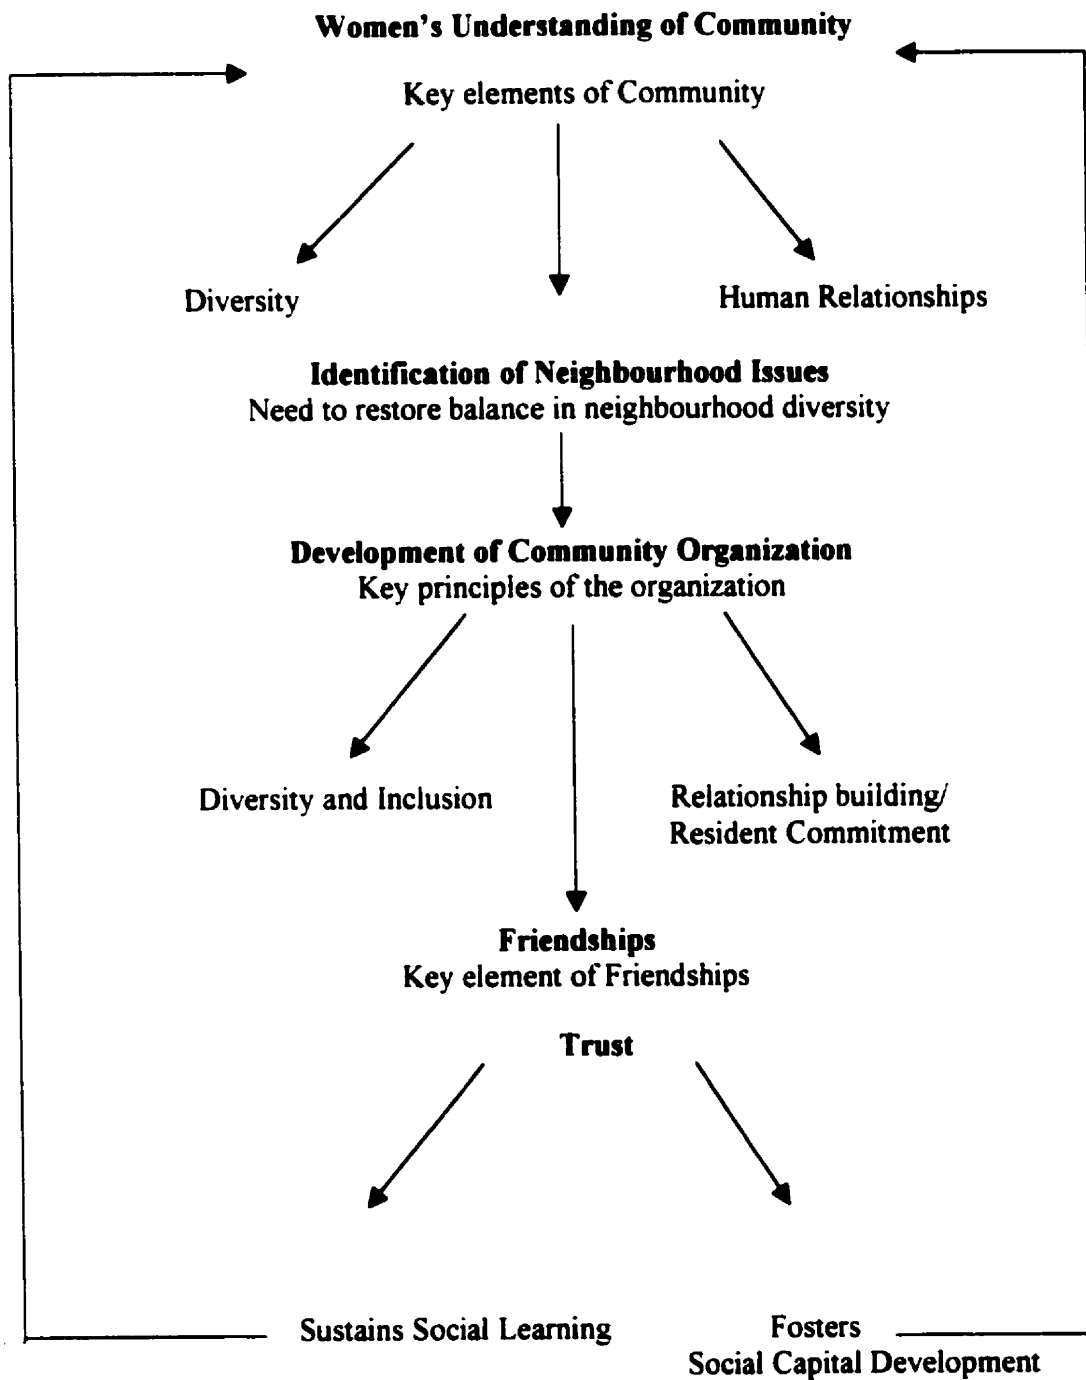 Women's Understanding of Community
Key elements of Community
Diversity
Human Relationships
Identification of Neighbourhood Issues
Need to restore balance in neighbourhood diversity
Development of Community Organization
Key principles of the organization
Diversity and Inclusion
Relationship building/
Resident Commitment
Friendships
Key element of Friendships
Trust
Sustains Social Learning
Fosters
Social Capital Development